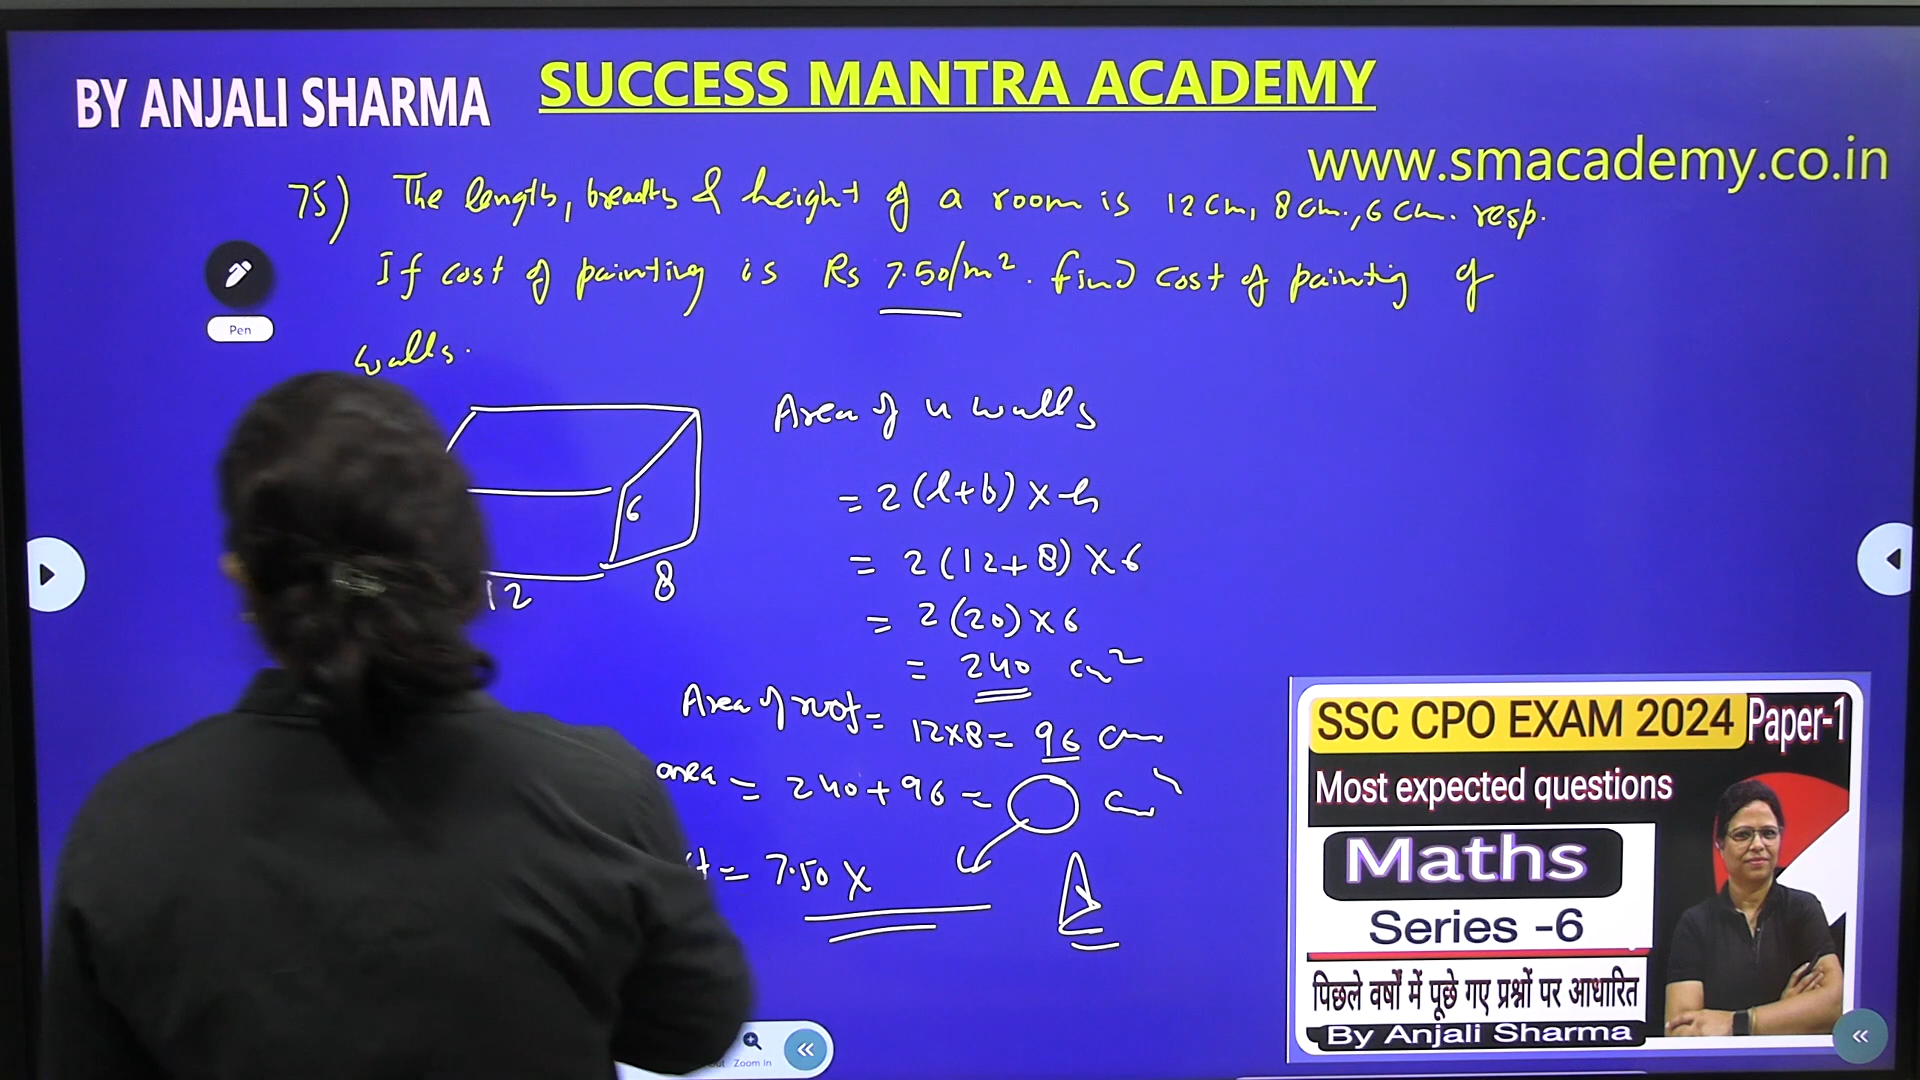 BY ANJALI SHARMA
SUCCESS MANTRA ACADEMY
www.smacademy.co.in
75) The length, breadth & height of a room is 12 cm, 8 cm., 6 cm. resp.
If cost of painting is Rs 7.50/m². find cost of painting of
walls.
Pen
6
12
8
Area of 4 walls
= 2(l+b) × h
= 2(12+8) × 6
= 2(20) × 6
= 240 cm²
Area of roof = 12×8 = 96 cm
area = 240 + 96 = cm
= 7.50 ×
Zoom in
SSC CPO EXAM 2024 Paper-1
Most expected questions
Maths
Series -6
पिछले वर्षों में पूछे गए प्रश्नों पर आधारित
By Anjali Sharma